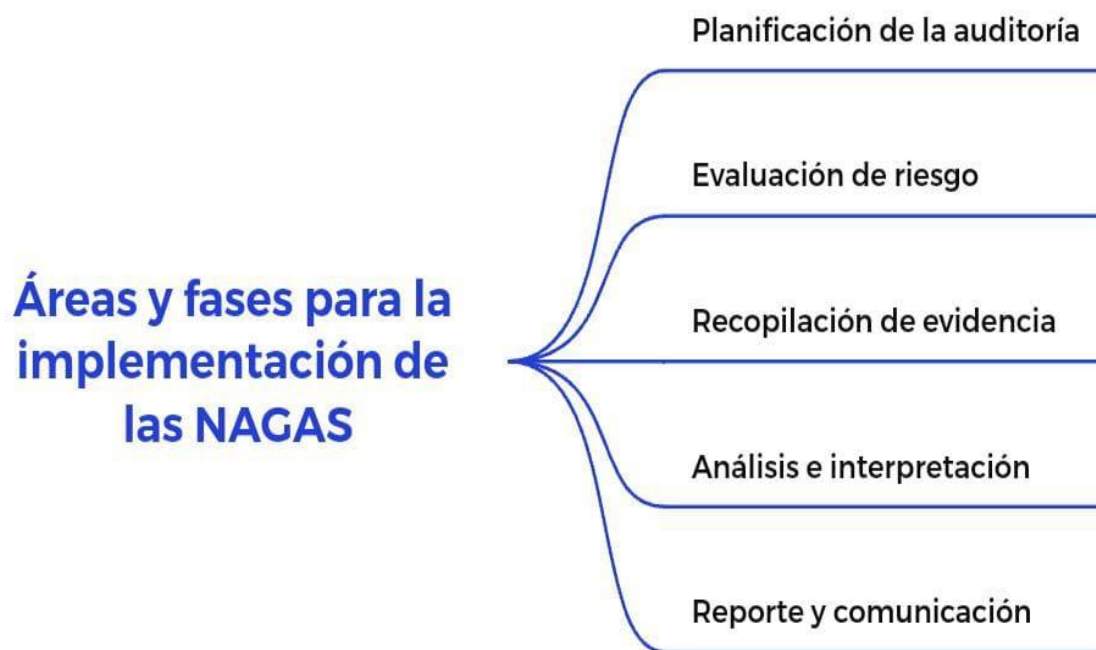 Áreas y fases para la
implementación de
las NAGAS
Planificación de la auditoría
Evaluación de riesgo
Recopilación de evidencia
Análisis e interpretación
Reporte y comunicación